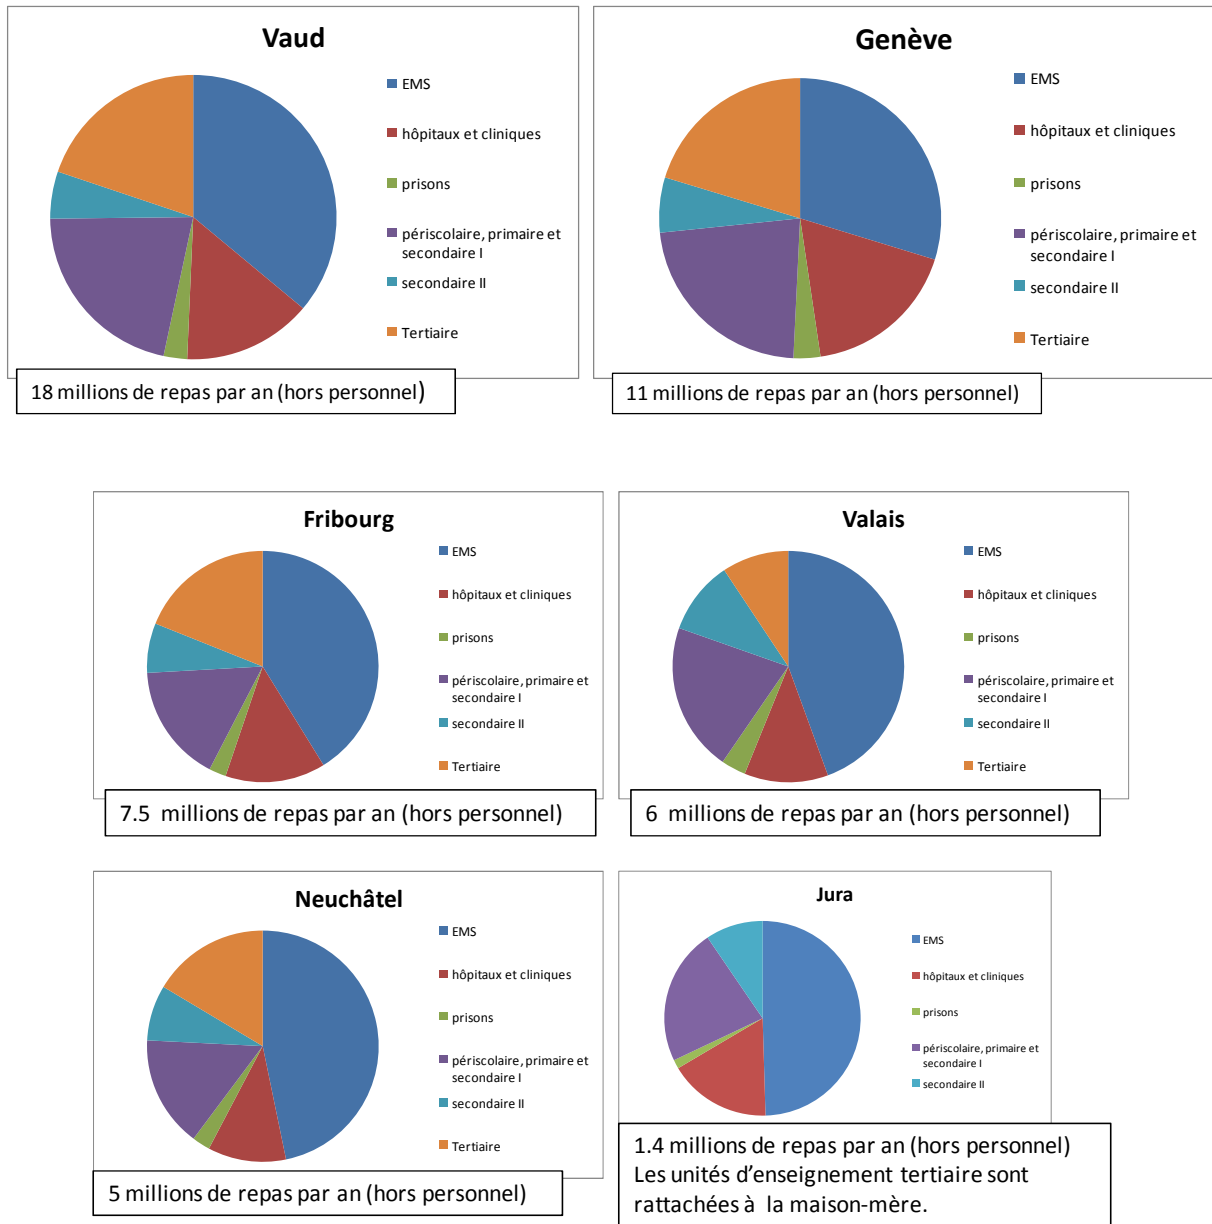 Vaud
EMS
hôpitaux et cliniques
prisons
périscolaire, primaire et
secondaire I
secondaire II
Tertiaire
18 millions de repas par an (hors personnel)
Genève
EMS
hôpitaux et cliniques
prisons
périscolaire, primaire et
secondaire I
secondaire II
Tertiaire
11 millions de repas par an (hors personnel)
Fribourg
EMS
hôpitaux et cliniques
prisons
périscolaire, primaire et
secondaire I
secondaire II
Tertiaire
7.5 millions de repas par an (hors personnel)
Valais
EMS
hôpitaux et cliniques
prisons
périscolaire, primaire et
secondaire I
secondaire II
Tertiaire
6 millions de repas par an (hors personnel)
Neuchâtel
EMS
hôpitaux et cliniques
prisons
périscolaire, primaire et
secondaire I
secondaire II
Tertiaire
5 millions de repas par an (hors personnel)
Jura
EMS
hôpitaux et cliniques
prisons
périscolaire, primaire et
secondaire I
secondaire II
1.4 millions de repas par an (hors personnel)
Les unités d'enseignement tertiaire sont
rattachées à la maison-mère.